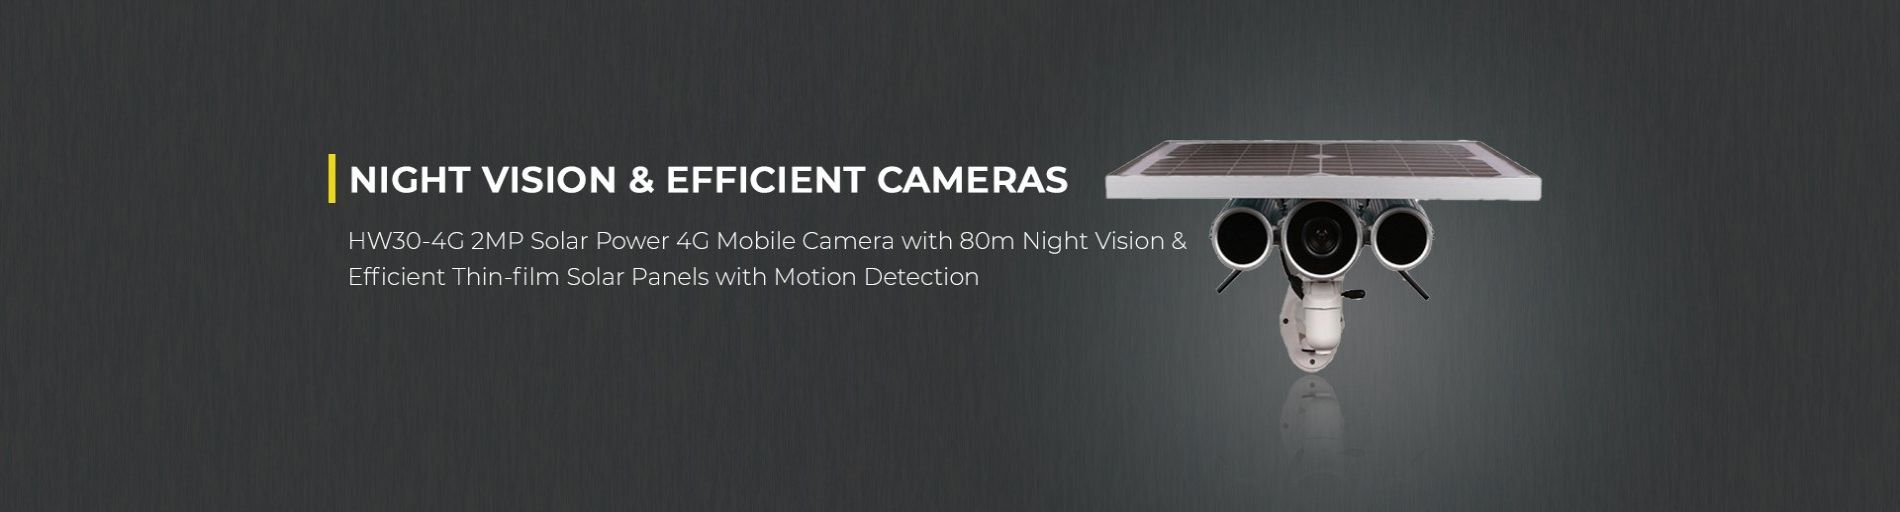 NIGHT VISION & EFFICIENT CAMERAS
HW30-4G 2MP Solar Power 4G Mobile Camera with 80m Night Vision &
Efficient Thin-film Solar Panels with Motion Detection